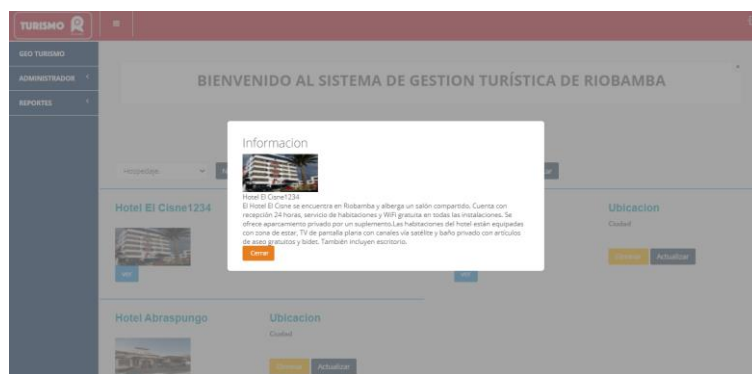 TURISMO
GEO TURISMO
ADMINISTRADOR
REPORTES
BIENVENIDO AL SISTEMA DE GESTION TURÍSTICA DE RIOBAMBA
Hospedaje
Informacion
Hotel El Cisne1234
El Hotel El Cisne se encuentra en Riobamba y alberga un salón compartido. Cuenta con
recepción 24 horas, servicio de habitaciones y WiFi gratuita en todas las instalaciones. Se
ofrece aparcamiento privado por un suplemento.Las habitaciones del hotel están equipadas
con zona de estar, TV de pantalla plana con canales vía satélite y baño privado con artículos
de aseo gratuitos y bidet. También incluyen escritorio.
Cerrar
Hotel El Cisne1234
ver
ver
Ubicacion
Ciudad
Eliminar Actualizar
Hotel Abraspungo
Ubicacion
Ciudad
Eliminar Actualizar